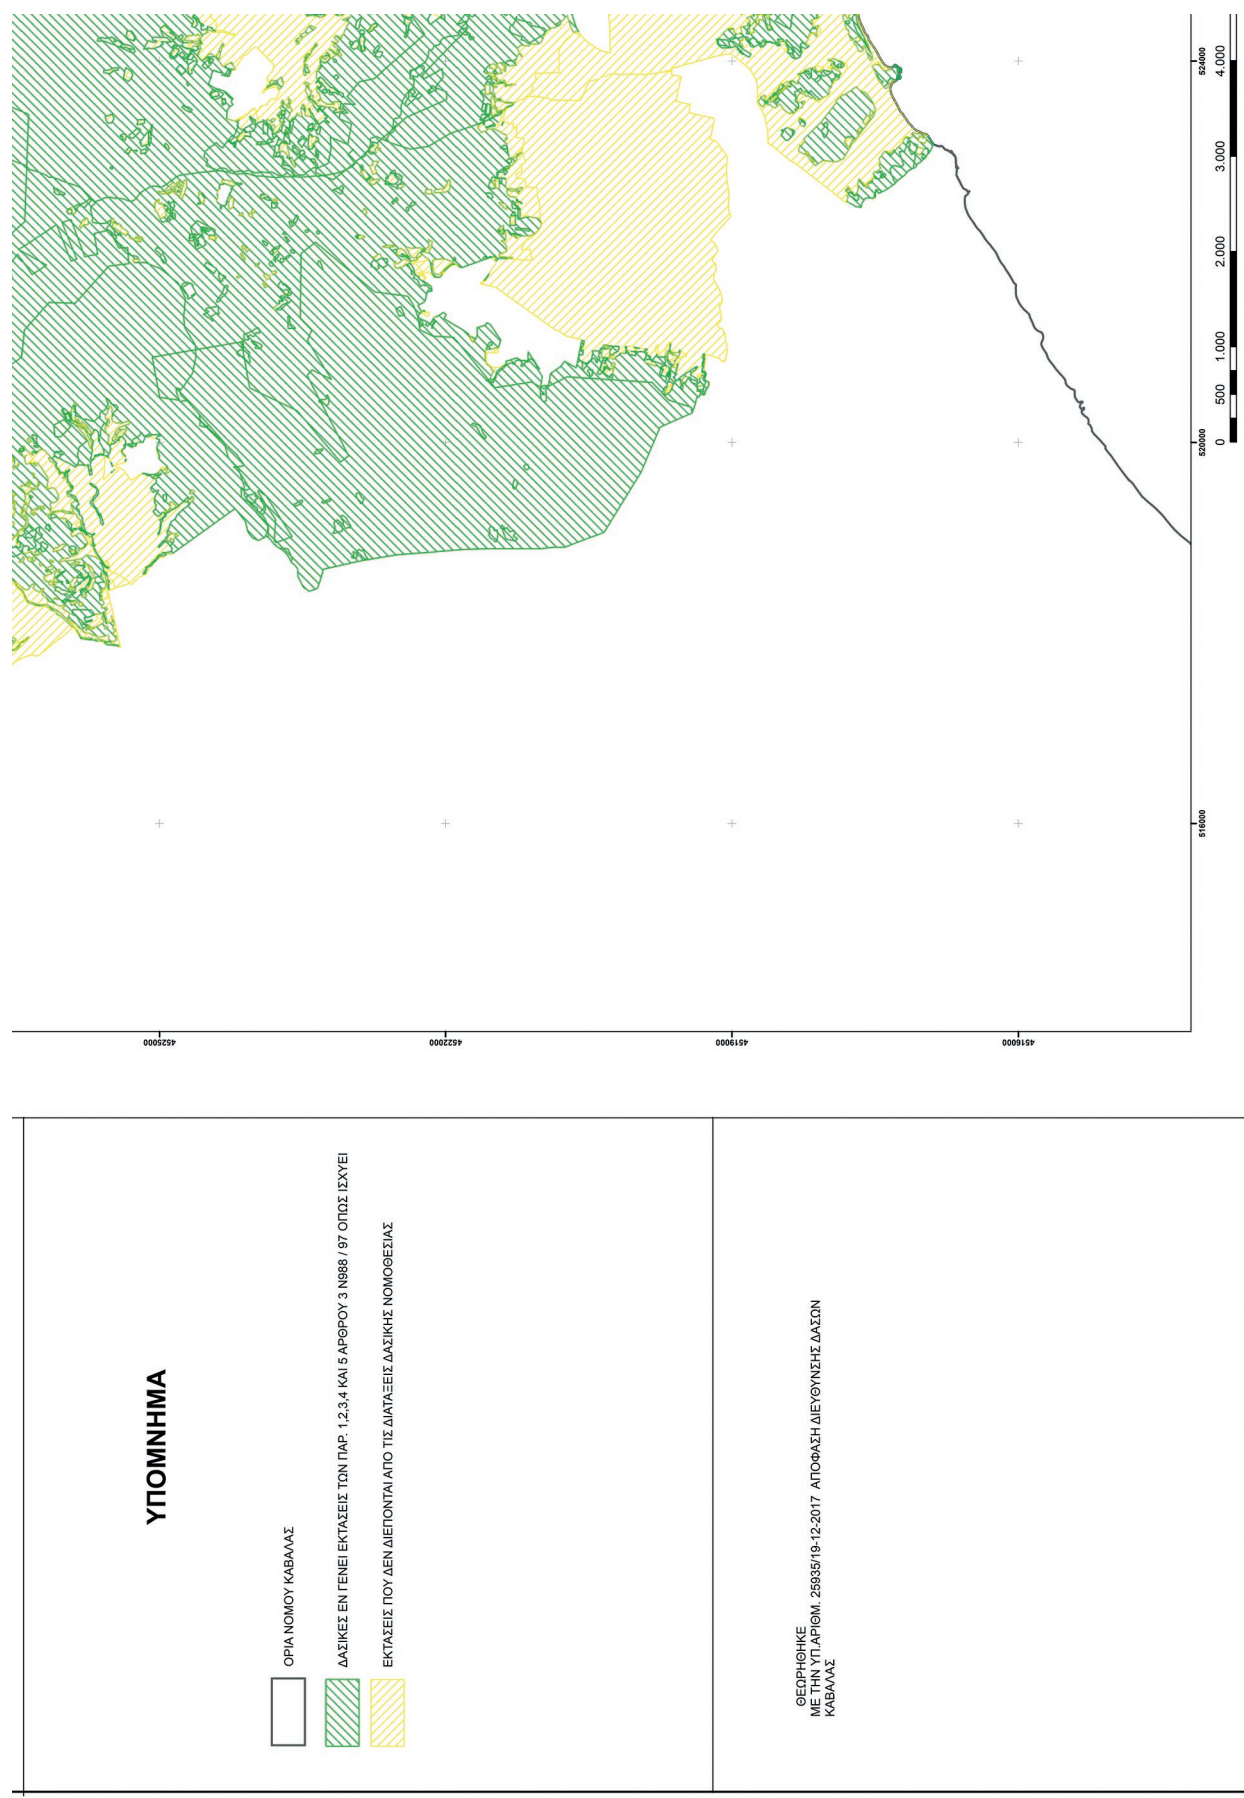 524000
520000
516000
4.000
3.000
2.000
1.000
500
0
4525000
4522000
4519000
4516000
ΥΠΟΜΝΗΜΑ
ΟΡΙΑ ΝΟΜΟΥ ΚΑΒΑΛΑΣ
ΔΑΣΙΚΕΣ ΕΝ ΓΕΝΕΙ ΕΚΤΑΣΕΙΣ ΤΩΝ ΠΑΡ. 1,2,3,4 ΚΑΙ 5 ΑΡΘΡΟΥ 3 Ν988 / 97 ΟΠΩΣ ΙΣΧΥΕΙ
ΕΚΤΑΣΕΙΣ ΠΟΥ ΔΕΝ ΔΙΕΠΟΝΤΑΙ ΑΠΟ ΤΙΣ ΔΙΑΤΑΞΕΙΣ ΔΑΣΙΚΗΣ ΝΟΜΟΘΕΣΙΑΣ
ΘΕΩΡΗΘΗΚΕ
ΜΕ ΤΗΝ ΥΠ.ΑΡΙΘΜ. 25935/19-12-2017 ΑΠΟΦΑΣΗ ΔΙΕΥΘΥΝΣΗΣ ΔΑΣΩΝ
ΚΑΒΑΛΑΣ